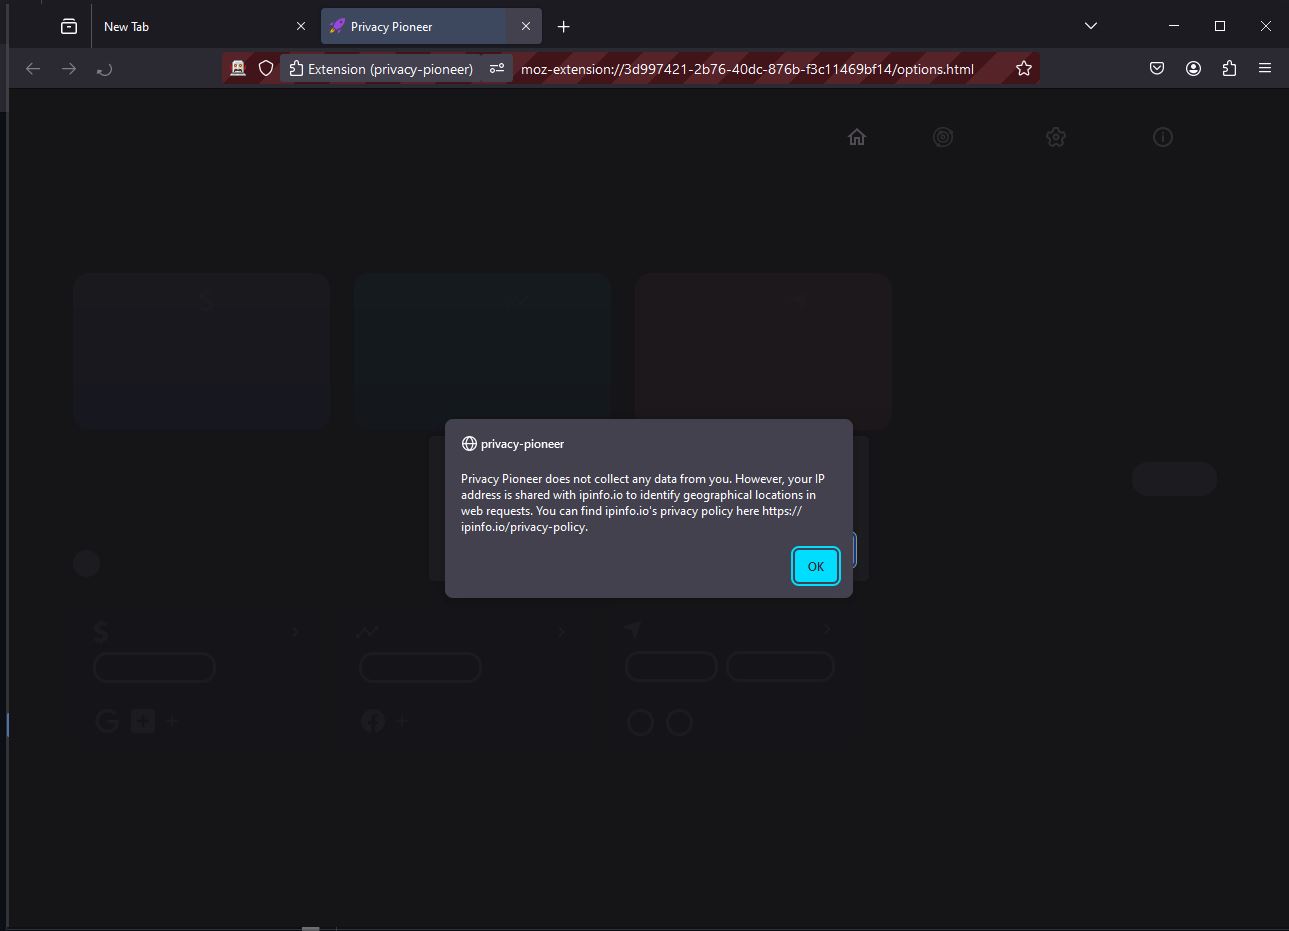 New Tab
Privacy Pioneer
Extension (privacy-pioneer)
moz-extension://3d997421-2b76-40dc-876b-f3c11469bf14/options.html
privacy-pioneer
Privacy Pioneer does not collect any data from you. However, your IP
address is shared with ipinfo.io to identify geographical locations in
web requests. You can find ipinfo.io's privacy policy here https://
ipinfo.io/privacy-policy.
OK